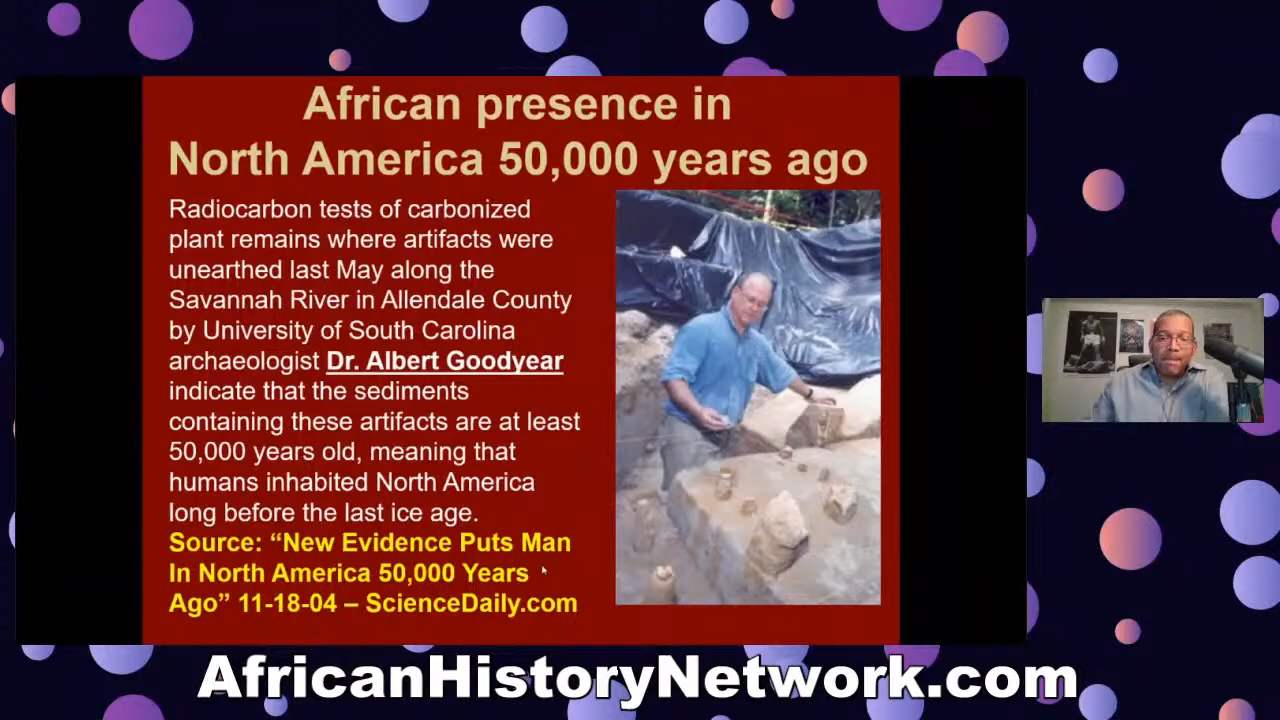 African presence in
North America 50,000 years ago
Radiocarbon tests of carbonized
plant remains where artifacts were
unearthed last May along the
Savannah River in Allendale County
by University of South Carolina
archaeologist Dr. Albert Goodyear
indicate that the sediments
containing these artifacts are at least
50,000 years old, meaning that
humans inhabited North America
long before the last ice age.
Source: “New Evidence Puts Man
In North America 50,000 Years
Ago” 11-18-04 – ScienceDaily.com
AfricanHistoryNetwork.com